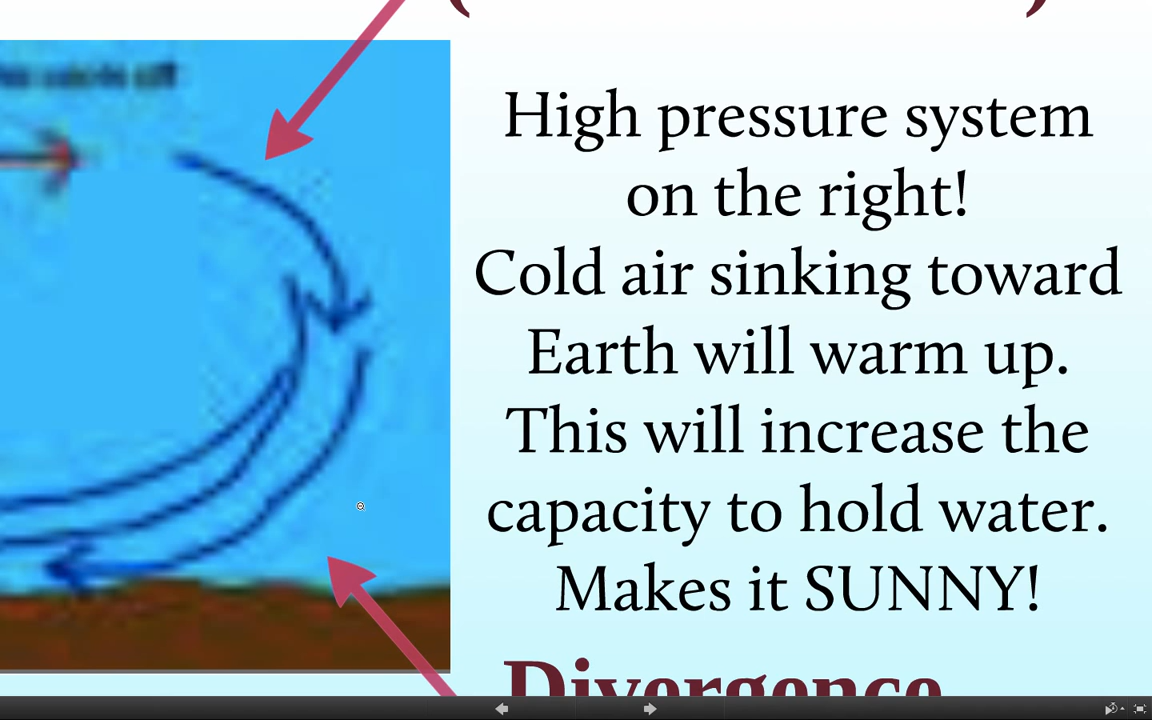 High pressure system
on the right!
Cold air sinking toward
Earth will warm up.
This will increase the
capacity to hold water.
Makes it SUNNY!
Divergence